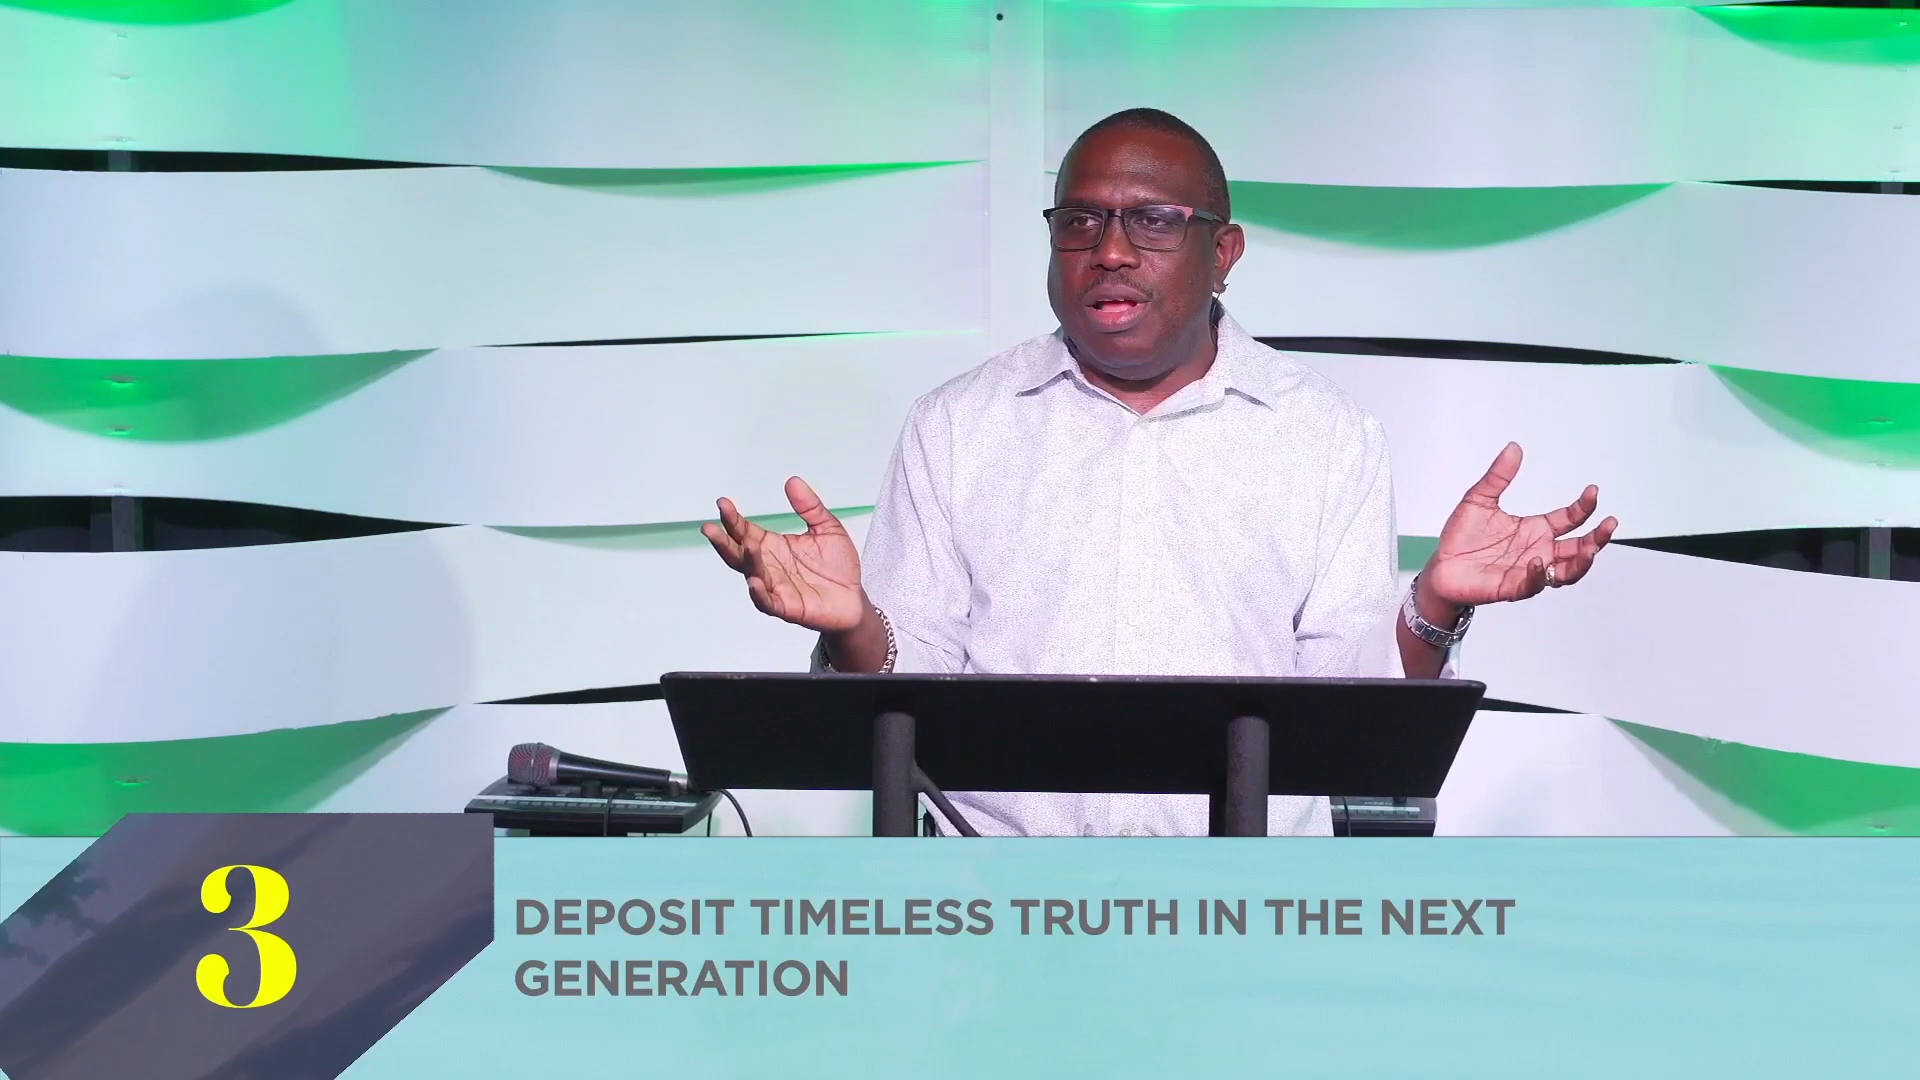 3
DEPOSIT TIMELESS TRUTH IN THE NEXT
GENERATION